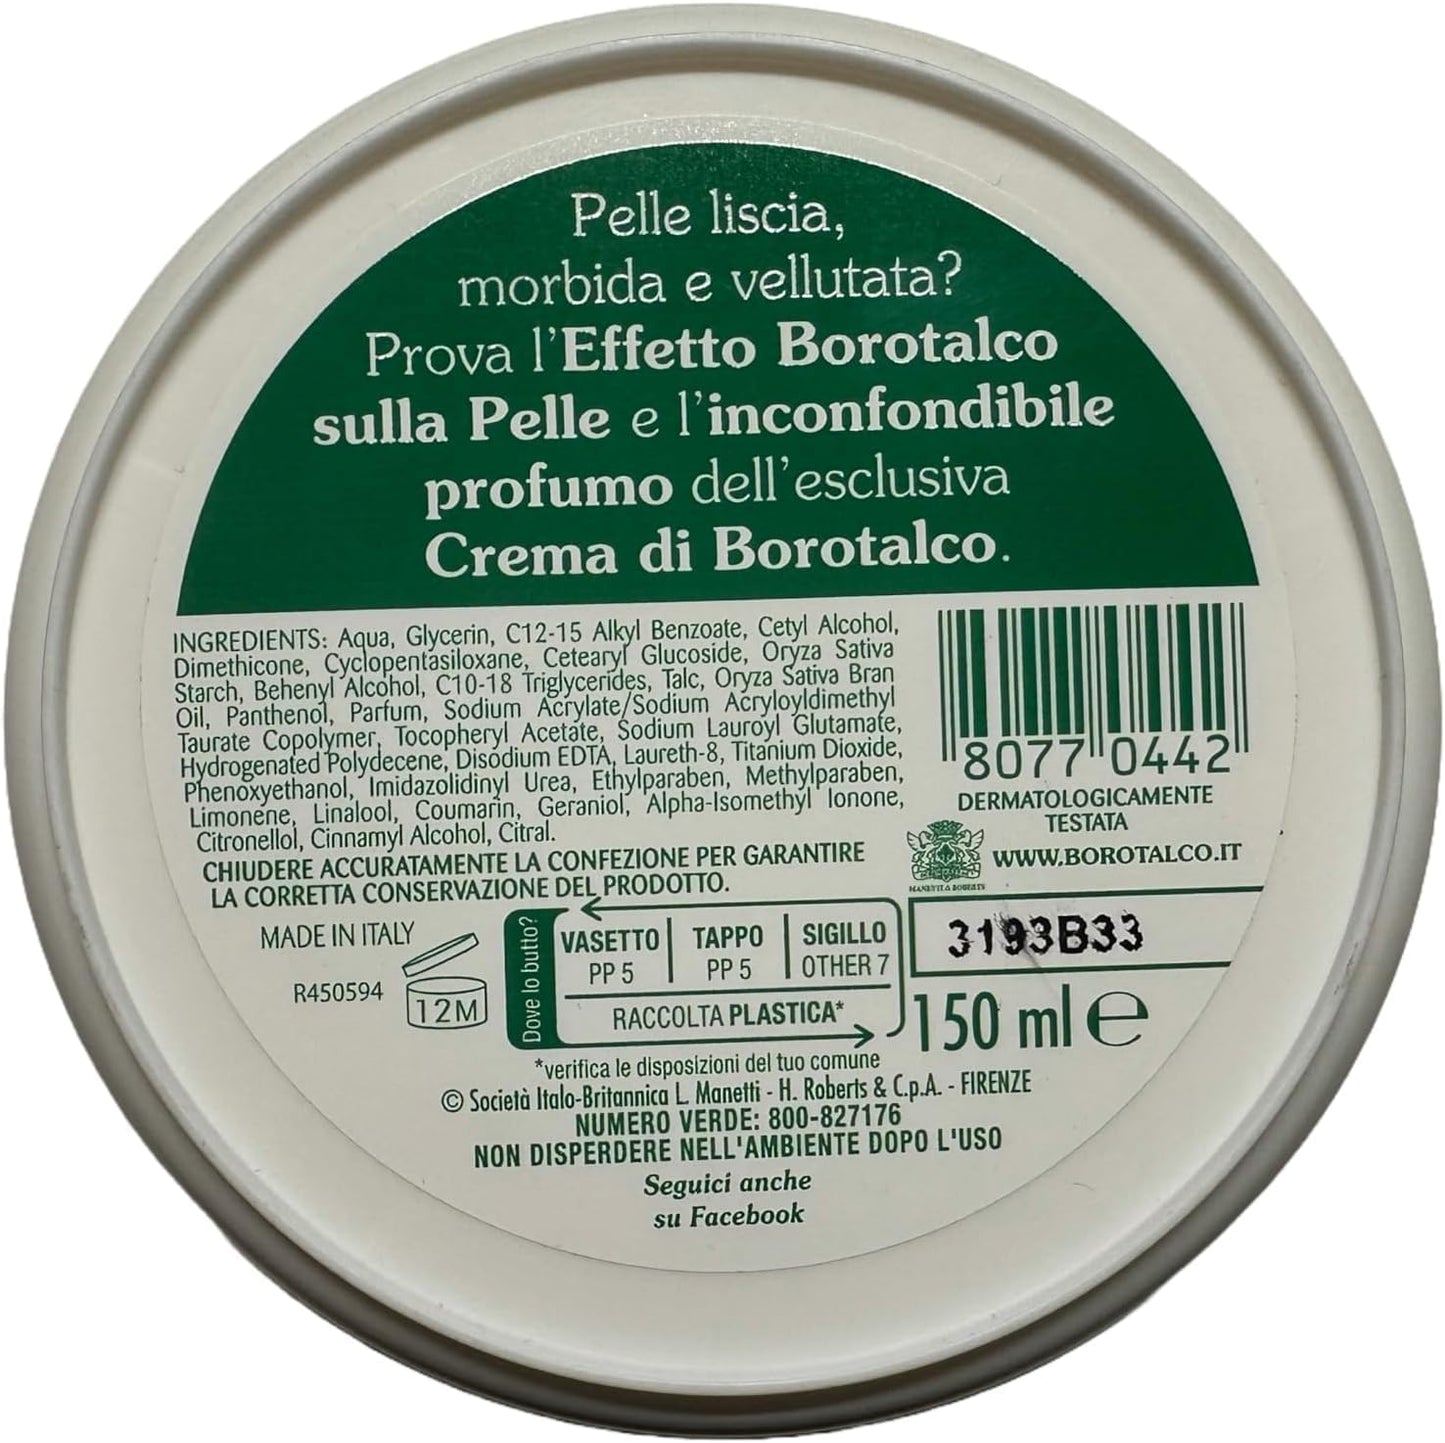 Pelle liscia,
morbida e vellutata?
Prova l'Effetto Borotalco
sulla Pelle e l'inconfondibile
profumo dell'esclusiva
Crema di Borotalco.
INGREDIENTS: Aqua, Glycerin, C12-15 Alkyl Benzoate, Cetyl Alcohol,
Dimethicone, Cyclopentasiloxane, Cetearyl Glucoside, Oryza Sativa
Starch, Behenyl Alcohol, C10-18 Triglycerides, Talc, Oryza Sativa Bran
Oil, Panthenol, Parfum, Sodium Acrylate/Sodium Acryloyldimethyl
Taurate Copolymer, Tocopheryl Acetate, Sodium Lauroyl Glutamate,
Hydrogenated Polydecene, Disodium EDTA, Laureth-8, Titanium Dioxide,
Phenoxyethanol, Imidazolidinyl Urea, Ethylparaben, Methylparaben,
Limonene, Linalool, Coumarin, Geraniol, Alpha-Isomethyl Ionone,
Citronellol, Cinnamyl Alcohol, Citral.
CHIUDERE ACCURATAMENTE LA CONFEZIONE PER GARANTIRE
LA CORRETTA CONSERVAZIONE DEL PRODOTTO.
8077 0442
DERMATOLOGICAMENTE
TESTATA
MANETTI & ROBERTS
WWW.BOROTALCO.IT
MADE IN ITALY
R450594
12M
Dove lo butto?
VASETTO TAPPO SIGILLO
PP 5 PP 5 OTHER 7
RACCOLTA PLASTICA*
3193B33
150 ml ℮
*verifica le disposizioni del tuo comune
© Società Italo-Britannica L. Manetti - H. Roberts & C.p.A. - FIRENZE
NUMERO VERDE: 800-827176
NON DISPERDERE NELL'AMBIENTE DOPO L'USO
Seguici anche
su Facebook